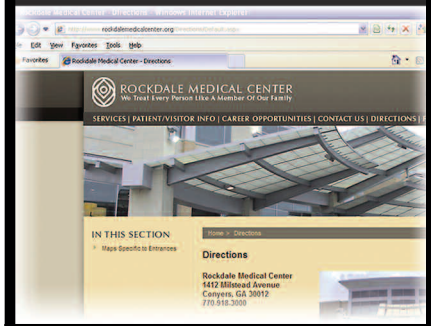 Rockdale Medical Center - Directions - Windows Internet Explorer
rockdalemedicalcenter.org
Edit View Favorites Tools Help
Favorites Rockdale Medical Center - Directions
ROCKDALE MEDICAL CENTER
We Treat Every Person Like A Member Of Our Family
SERVICES | PATIENT/VISITOR INFO | CAREER OPPORTUNITIES | CONTACT US | DIRECTIONS |
IN THIS SECTION
Maps Specific to Entrances
Home > Directions
Directions
Rockdale Medical Center
1412 Milstead Avenue
Conyers, GA 30012
770.918.3000